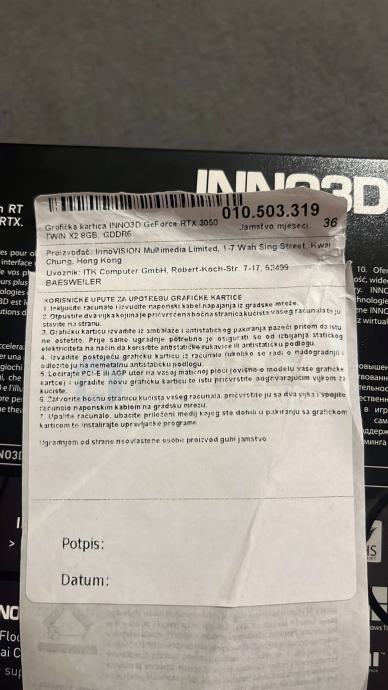 INNO3D
010.503.319
Grafička kartica INNO3D GeForce RTX 3050
Jamstvo mjeseci: 36
TWIN X2 8GB, GDDR6
Proizvođač: InnoVISION Multimedia Limited, 1-7 Wah Sing Street, Kwai
Chung, Hong Kong
Uvoznik: ITK Computer GmbH, Robert-Koch-Str. 7-17, 52499
BAESWEILER
KORISNIČKE UPUTE ZA UPOTREBU GRAFIČKE KARTICE
1. Isključite računalo i izvucite naponski kabel napajanja iz gradske mreže.
2. Otpustite dva vijka kojima je pričvršćena bočna stranica kućišta vašeg računala te ju
stavite na stranu.
3. Grafičku karticu izvadite iz ambalaže i antistatičkog pakiranja pazeći pritom da istu
ne oštetite. Prije same ugradnje potrebno je osigurati se od izbijanja statičkog
elektriciteta na način da koristite antistatičke rukavice ili antistatičku podlogu.
4. Izvadite postojeću grafičku karticu iz računala (ukoliko se radi o nadogradnji) i
odložite ju na nemetalnu antistatičku podlogu.
5. Locirajte PCI-E ili AGP utor na vašoj matičnoj ploči (ovisno o modelu vaše grafičke
kartice) i ugradite novu grafičku karticu te istu pričvrstite odgovarajućim vijkom za
kućište.
6. Zatvorite bočnu stranicu kućišta vašeg računala, pričvrstite ju sa dva vijka i spojite
računalo naponskim kablom na gradsku mrežu.
7. Upalite računalo, ubacite priloženi medij kojeg ste dobili u pakiranju sa grafičkom
karticom te instalirajte upravljačke programe.
Ugradnjom od strane neovlaštene osobe proizvod gubi jamstvo
Potpis:
Datum: